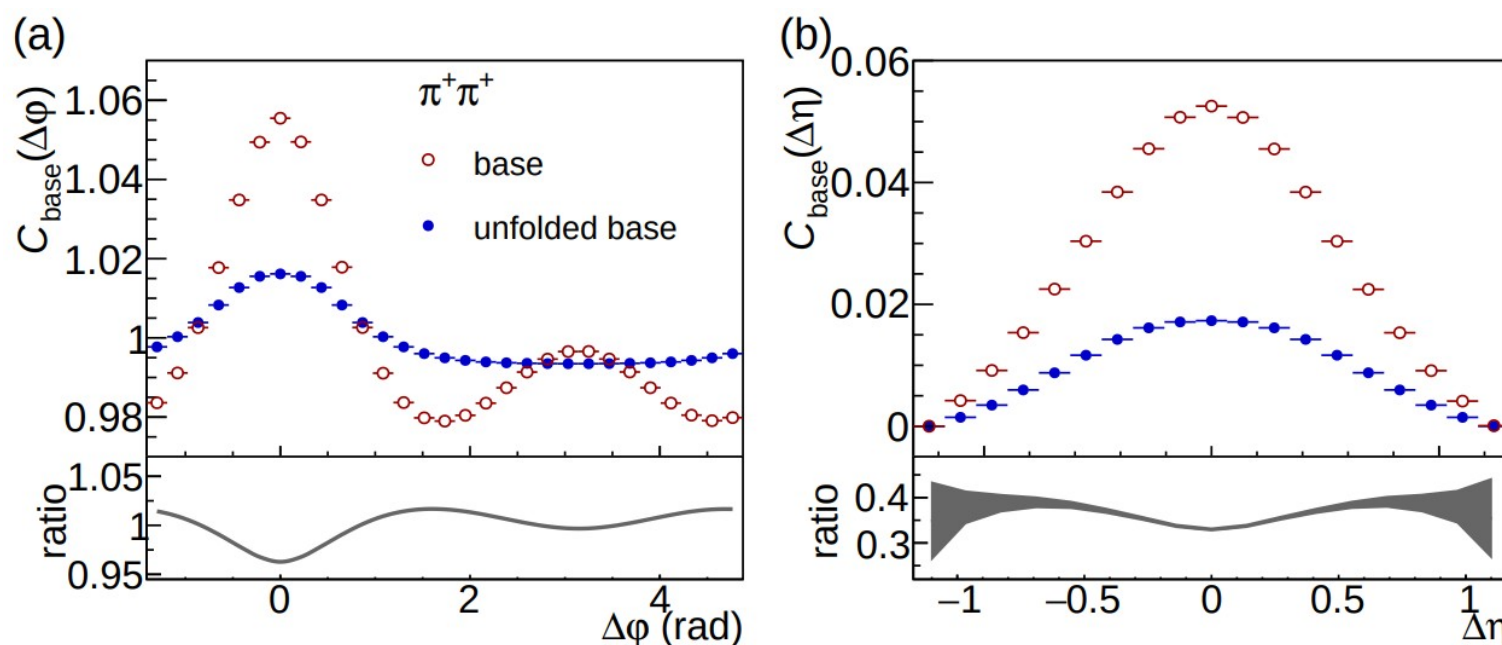 (a)
C_base(Δφ)
1.06
1.04
1.02
1
0.98
π⁺π⁺
base
unfolded base
ratio
1.05
1
0.95
0
2
4
Δφ (rad)
(b)
C_base(Δη)
0.06
0.04
0.02
0
ratio
0.4
0.3
−1
−0.5
0
0.5
1
Δη